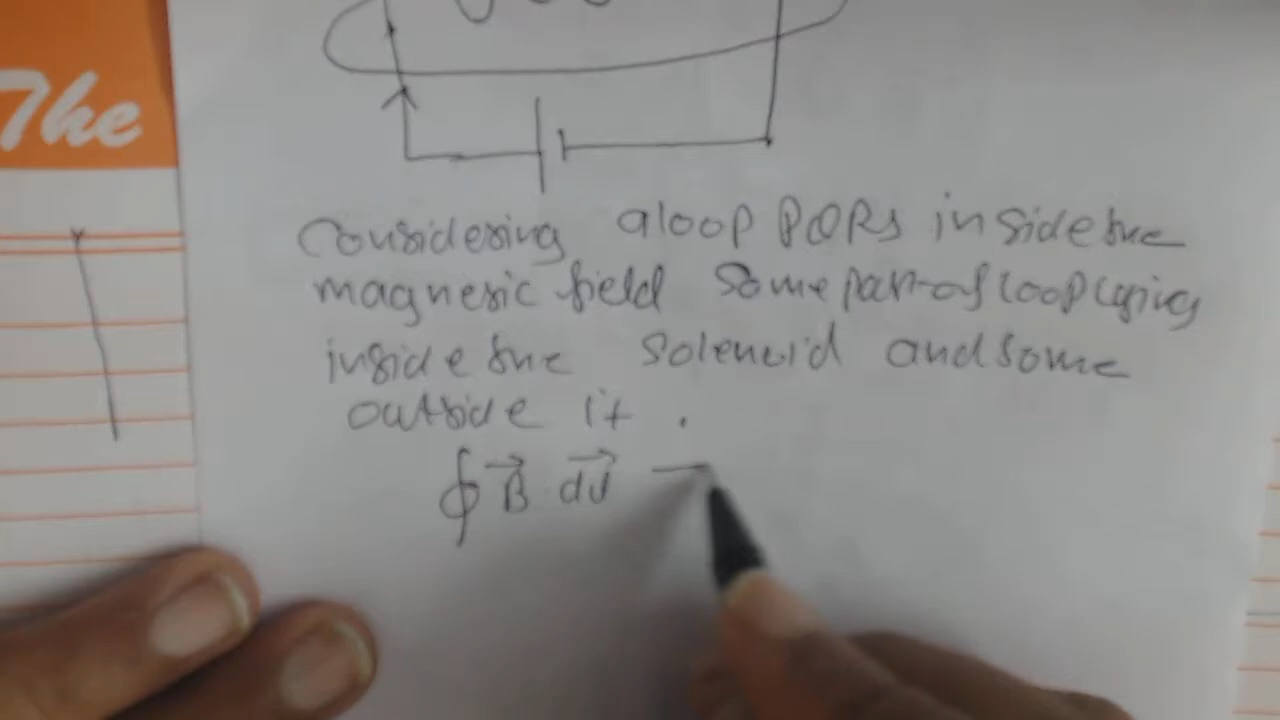 The
Considering a loop PQRS inside the
magnetic field some part of loop lying
inside the solenoid and some
outside it .
∮ B⃗ . dl⃗ —